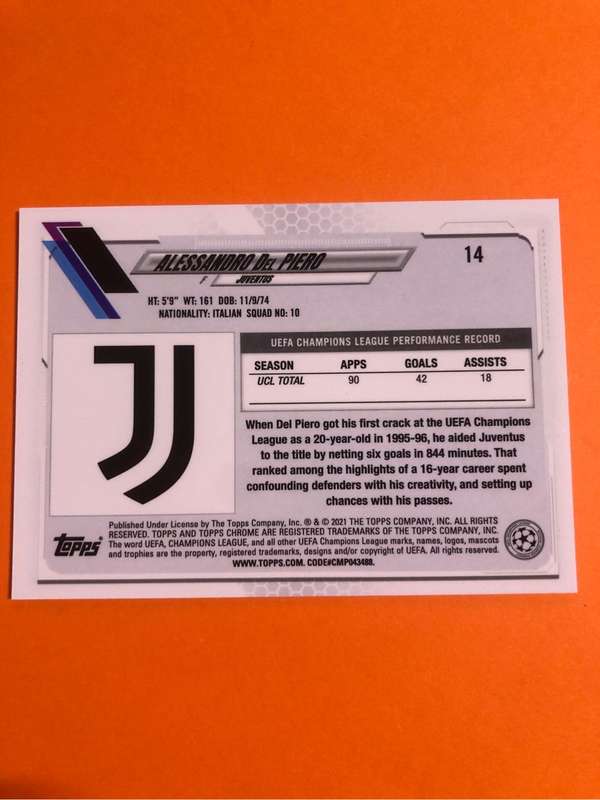 ALESSANDRO DEL PIERO
14
F JUVENTUS
HT: 5'9" WT: 161 DOB: 11/9/74
NATIONALITY: ITALIAN SQUAD NO: 10
UEFA CHAMPIONS LEAGUE PERFORMANCE RECORD
SEASON APPS GOALS ASSISTS
UCL TOTAL 90 42 18
When Del Piero got his first crack at the UEFA Champions
League as a 20-year-old in 1995-96, he aided Juventus
to the title by netting six goals in 844 minutes. That
ranked among the highlights of a 16-year career spent
confounding defenders with his creativity, and setting up
chances with his passes.
topps®
Published Under License by The Topps Company, Inc. ® & © 2021 THE TOPPS COMPANY, INC. ALL RIGHTS
RESERVED. TOPPS AND TOPPS CHROME ARE REGISTERED TRADEMARKS OF THE TOPPS COMPANY, INC.
The word UEFA, CHAMPIONS LEAGUE, and all other UEFA Champions League marks, names, logos, mascots
and trophies are the property, registered trademarks, designs and/or copyright of UEFA. All rights reserved.
WWW.TOPPS.COM. CODE#CMP043488.